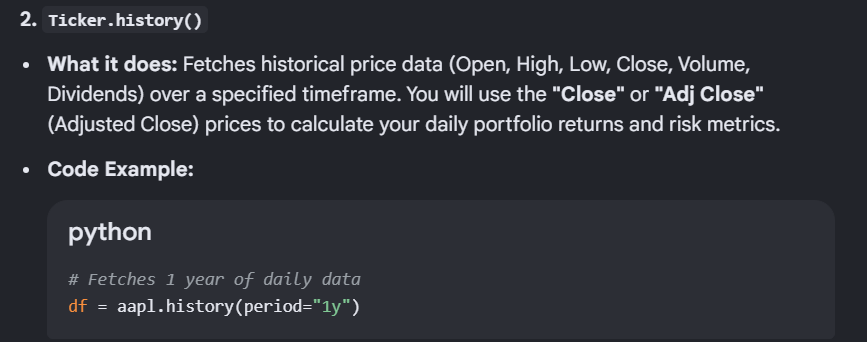 2. Ticker.history()
• What it does: Fetches historical price data (Open, High, Low, Close, Volume,
Dividends) over a specified timeframe. You will use the "Close" or "Adj Close"
(Adjusted Close) prices to calculate your daily portfolio returns and risk metrics.
• Code Example:
python
# Fetches 1 year of daily data
df = aapl.history(period="1y")